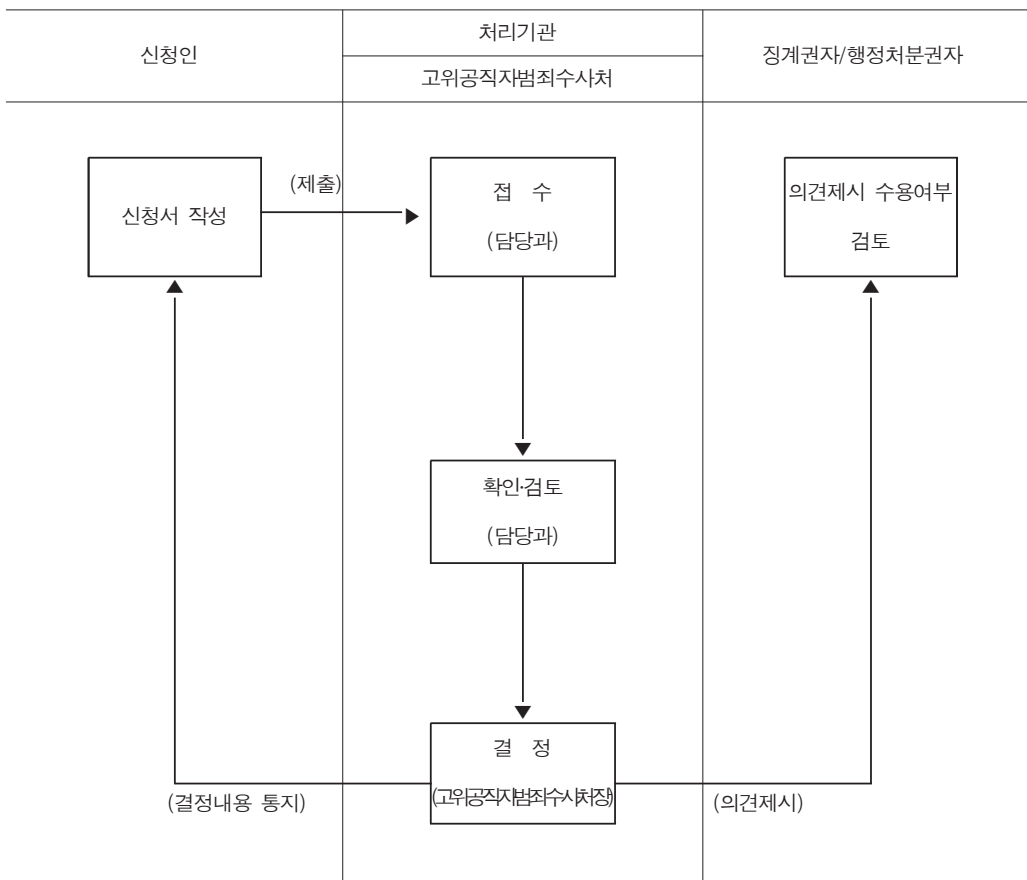 신청인
처리기관
고위공직자범죄수사처
징계권자/행정처분권자
신청서 작성
(제출)
접 수
(담당과)
의견제시 수용여부
검토
확인·검토
(담당과)
결 정
(고위공직자범죄수사처장)
(결정내용 통지)
(의견제시)